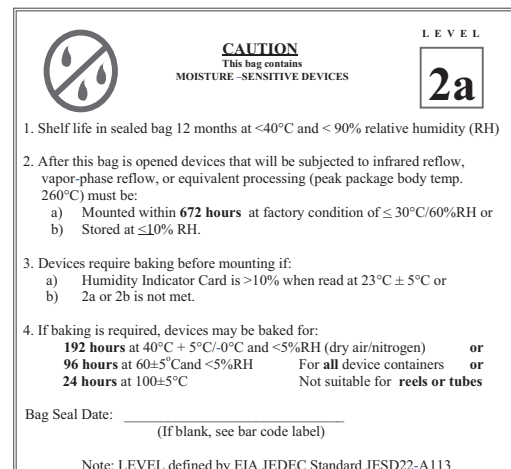 LEVEL
CAUTION
This bag contains
MOISTURE –SENSITIVE DEVICES
2a
1. Shelf life in sealed bag 12 months at <40°C and < 90% relative humidity (RH)
2. After this bag is opened devices that will be subjected to infrared reflow,
vapor-phase reflow, or equivalent processing (peak package body temp.
260°C) must be:
a) Mounted within 672 hours at factory condition of ≤ 30°C/60%RH or
b) Stored at ≤10% RH.
3. Devices require baking before mounting if:
a) Humidity Indicator Card is >10% when read at 23°C ± 5°C or
b) 2a or 2b is not met.
4. If baking is required, devices may be baked for:
192 hours at 40°C + 5°C/-0°C and <5%RH (dry air/nitrogen) or
96 hours at 60±5°Cand <5%RH For all device containers or
24 hours at 100±5°C Not suitable for reels or tubes
Bag Seal Date:
(If blank, see bar code label)
Note: LEVEL defined by EIA JEDEC Standard JESD22-A113